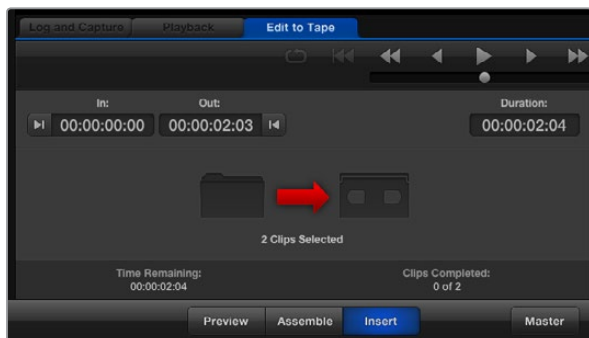 Log and Capture Playback Edit to Tape
In: Out: Duration:
00:00:00:00 00:00:02:03 00:00:02:04
2 Clips Selected
Time Remaining: Clips Completed:
00:00:02:04 0 of 2
Preview Assemble Insert Master